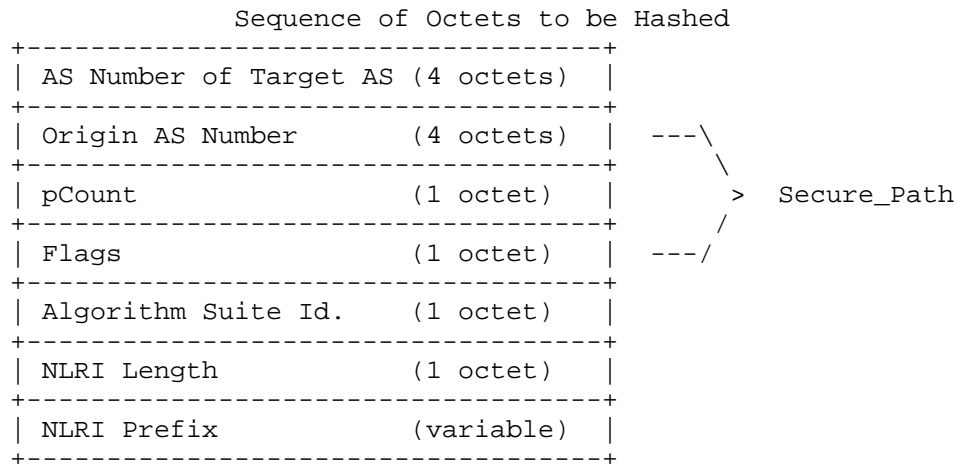 Sequence of Octets to be Hashed
AS Number of Target AS (4 octets)
Origin AS Number (4 octets)
pCount (1 octet) > Secure_Path
Flags (1 octet)
Algorithm Suite Id. (1 octet)
NLRI Length (1 octet)
NLRI Prefix (variable)